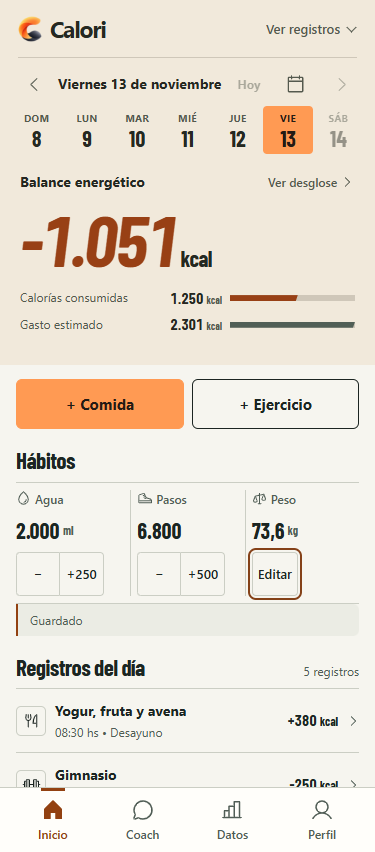 Calori
Ver registros
Viernes 13 de noviembre
Hoy
DOM LUN MAR MIÉ JUE VIE SÁB
8 9 10 11 12 13 14
Balance energético
Ver desglose
-1.051 kcal
Calorías consumidas 1.250 kcal
Gasto estimado 2.301 kcal
+ Comida
+ Ejercicio
Hábitos
Agua Pasos Peso
2.000 ml 6.800 73,6 kg
− +250 − +500 Editar
Guardado
Registros del día
5 registros
Yogur, fruta y avena
08:30 hs • Desayuno
+380 kcal
Gimnasio
-250 kcal
Inicio Coach Datos Perfil